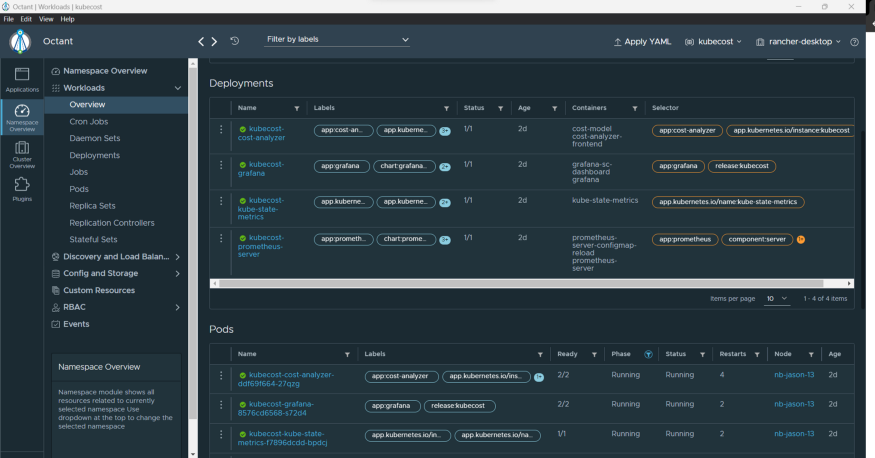 Octant | Workloads | kubecost
File Edit View Help
Octant
Filter by labels
Apply YAML
kubecost
rancher-desktop
Applications
Namespace Overview
Cluster Overview
Plugins
Namespace Overview
Workloads
Overview
Cron Jobs
Daemon Sets
Deployments
Jobs
Pods
Replica Sets
Replication Controllers
Stateful Sets
Discovery and Load Balan...
Config and Storage
Custom Resources
RBAC
Events
Namespace Overview
Namespace module shows all
resources related to currently
selected namespace Use
dropdown at the top to change the
selected namespace
Deployments
Name Labels Status Age Containers Selector
kubecost-cost-analyzer app:cost-an... app.kuberne... 3+ 1/1 2d cost-model cost-analyzer-frontend app:cost-analyzer app.kubernetes.io/instance:kubecost
kubecost-grafana app:grafana chart:grafana... 2+ 1/1 2d grafana-sc-dashboard grafana app:grafana release:kubecost
kubecost-kube-state-metrics app.kuberne... app.kuberne... 2+ 1/1 2d kube-state-metrics app.kubernetes.io/name:kube-state-metrics
kubecost-prometheus-server app:prometh... chart:prome... 1/1 2d prometheus-server-configmap-reload prometheus-server app:prometheus component:server 1+
Items per page 10 1 - 4 of 4 items
Pods
Name Labels Ready Phase Status Restarts Node Age
kubecost-cost-analyzer-ddf69f664-27qzg app:cost-analyzer app.kubernetes.io/ins... 1+ 2/2 Running Running 4 nb-jason-13 2d
kubecost-grafana-8576cd6568-s72d4 app:grafana release:kubecost 2/2 Running Running 2 nb-jason-13 2d
kubecost-kube-state-metrics-f7896dcdd-bpdcj app.kubernetes.io/in... app.kubernetes.io/na... 1/1 Running Running 2 nb-jason-13 2d